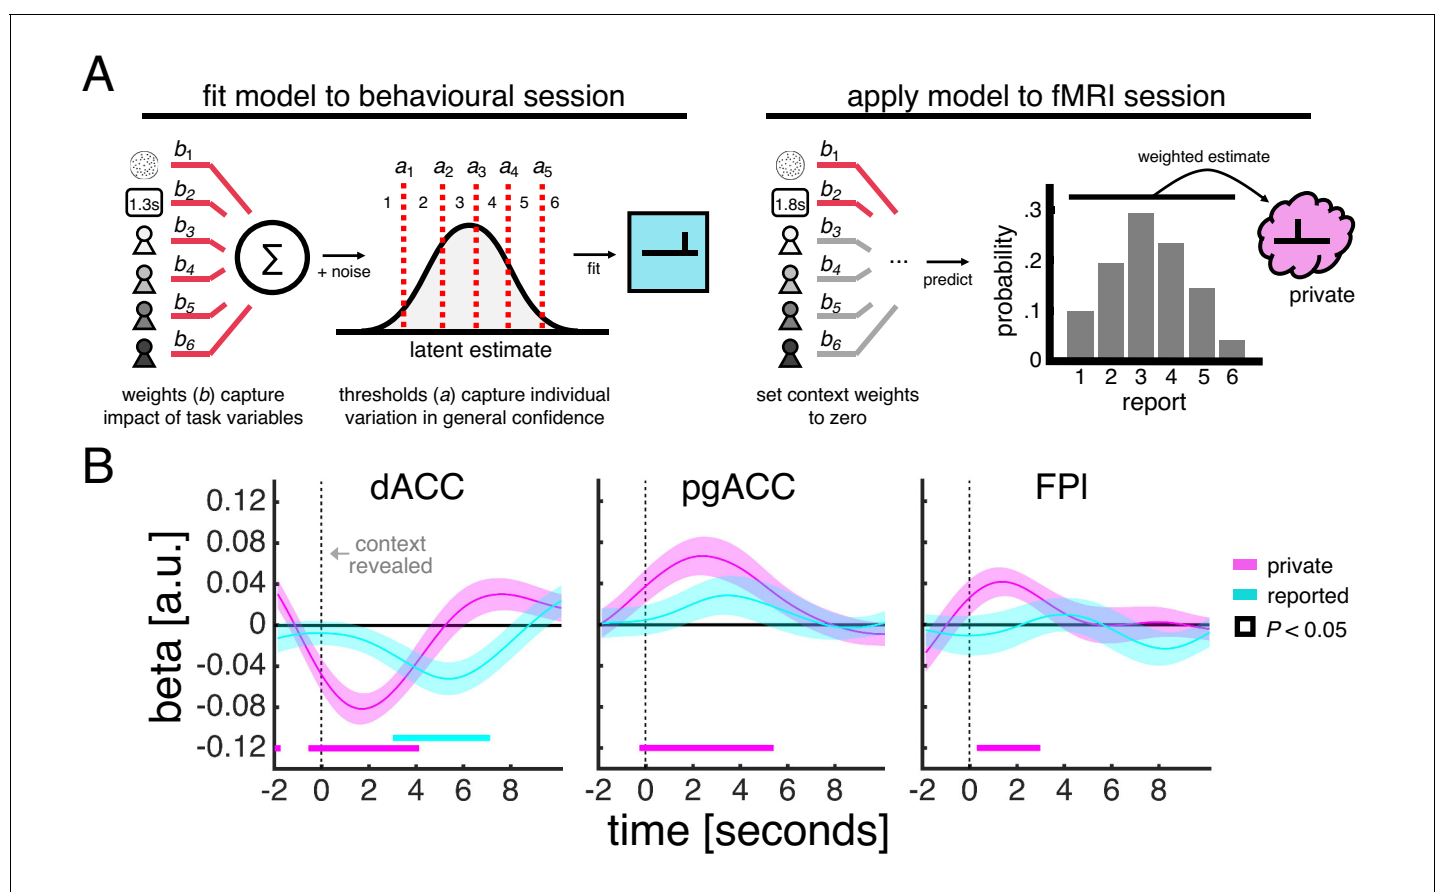 A
fit model to behavioural session
apply model to fMRI session
b1
b2
1.3s
b3
b4
b5
b6
Σ
+ noise
a1 a2 a3 a4 a5
1 2 3 4 5 6
latent estimate
fit
weights (b) capture
impact of task variables
thresholds (a) capture individual
variation in general confidence
b1
b2
1.8s
b3
b4
b5
b6
...
predict
set context weights
to zero
weighted estimate
probability
.3
.2
.1
0
1 2 3 4 5 6
report
private
B
dACC
pgACC
FPl
beta [a.u.]
0.12
0.08
0.04
0
-0.04
-0.08
-0.12
context
revealed
-2 0 2 4 6 8
-2 0 2 4 6 8
-2 0 2 4 6 8
time [seconds]
private
reported
P < 0.05